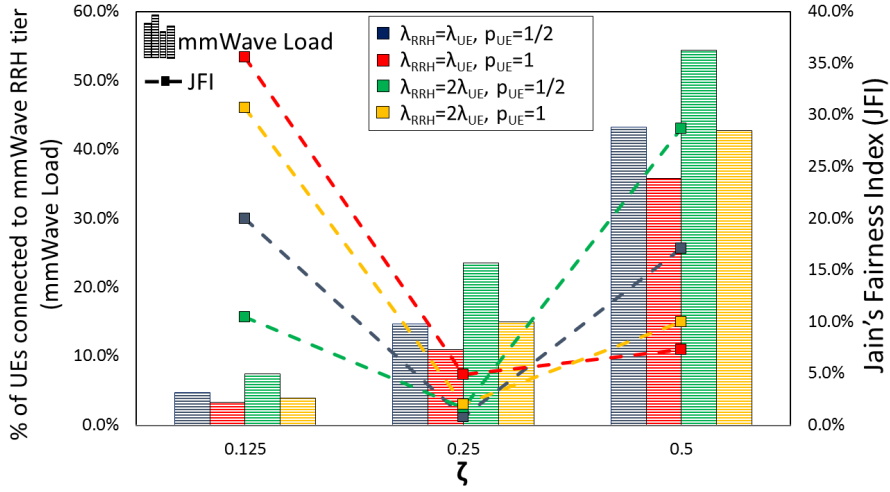 % of UEs connected to mmWave RRH tier
(mmWave Load)
60.0%
50.0%
40.0%
30.0%
20.0%
10.0%
0.0%
mmWave Load
JFI
λRRH=λUE, pUE=1/2
λRRH=λUE, pUE=1
λRRH=2λUE, pUE=1/2
λRRH=2λUE, pUE=1
40.0%
35.0%
30.0%
25.0%
20.0%
15.0%
10.0%
5.0%
0.0%
Jain's Fairness Index (JFI)
0.125
0.25
0.5
ζ